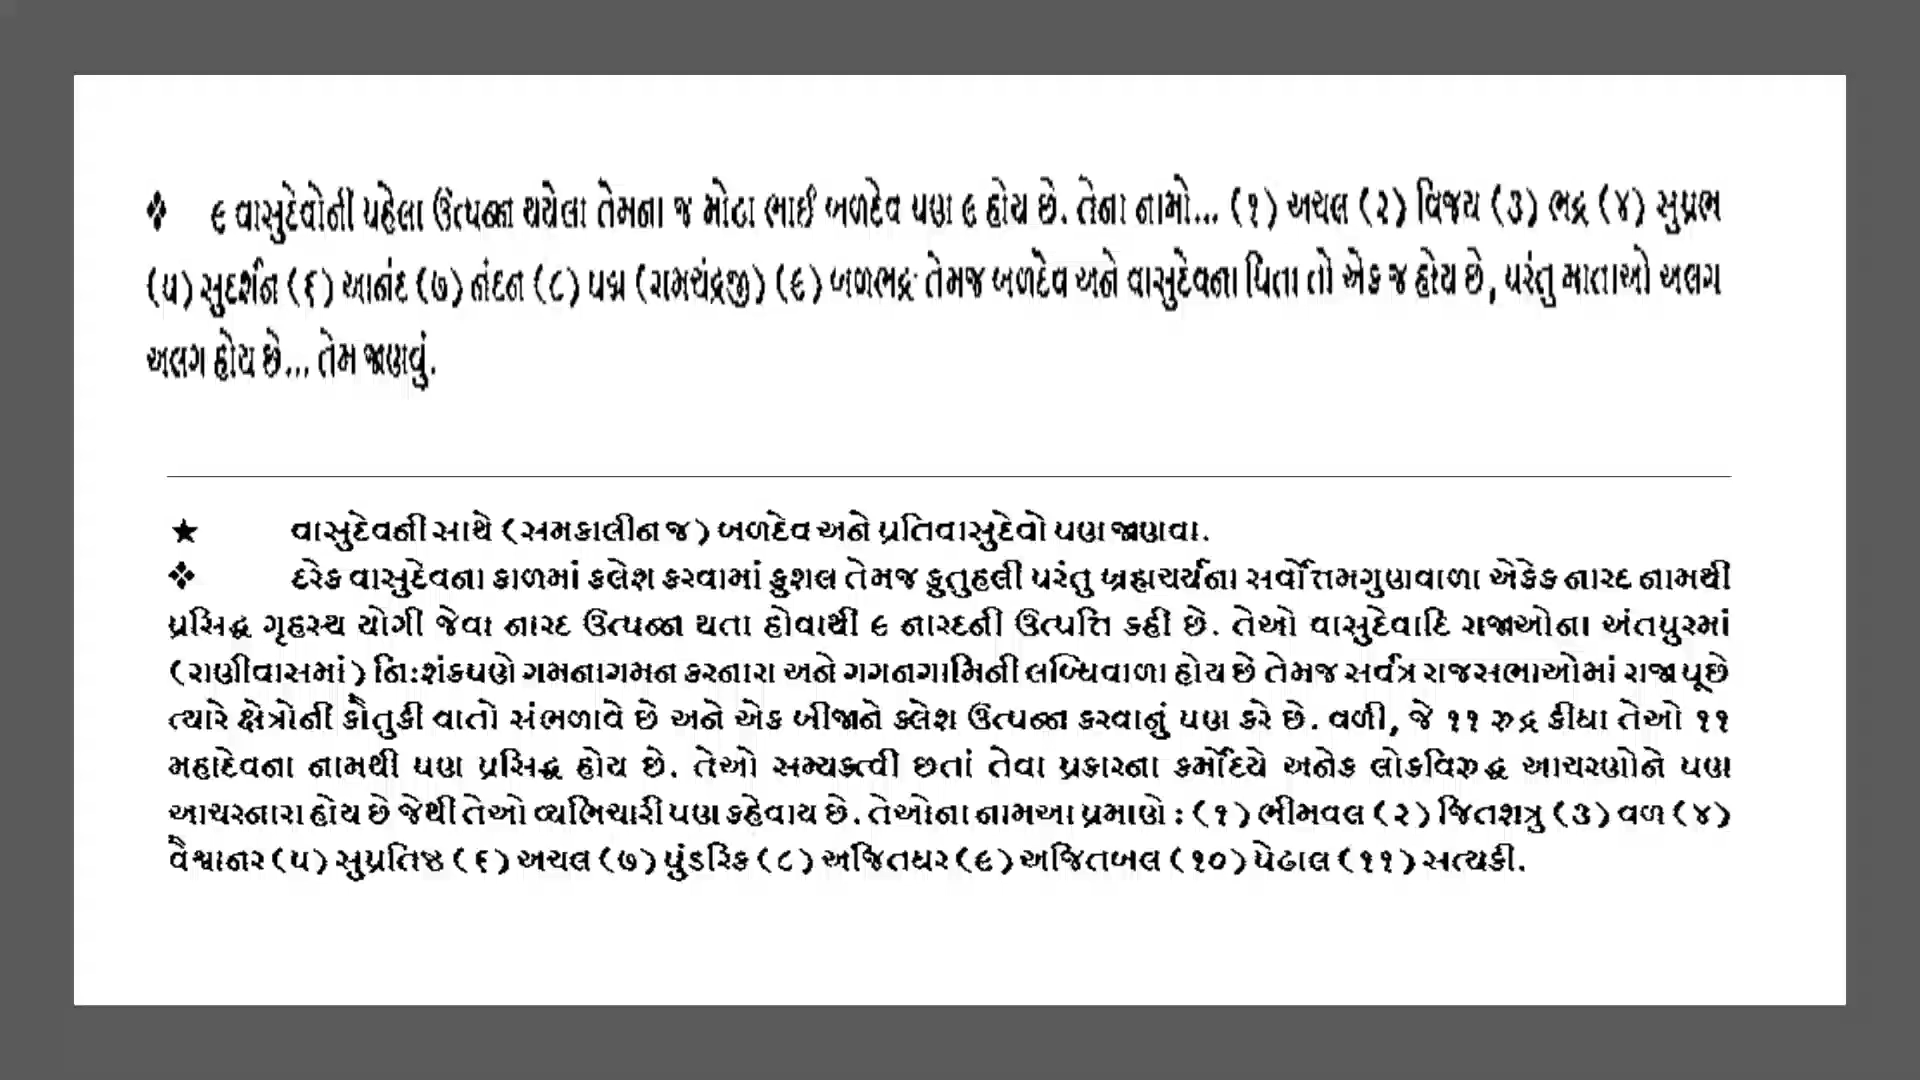 ❖ ૯ વાસુદેવોની પહેલા ઉત્પન્ન થયેલા તેમના જ મોઢા ભાઈ બળદેવ પણ ૯ હોય છે. તેના નામો... (૧) અચલ (૨) વિજય (૩) ભદ્ર (૪) સુપ્રભ
(૫) સુદર્શન (૬) આનંદ (૭) નંદન (૮) પદ્મ (રામચંદ્રજી) (૯) બળભદ્ર તેમજ બળદેવ અને વાસુદેવના પિતા તો એક જ હોય છે, પરંતુ માતાઓ અલગ
અલગ હોય છે... તેમ જાણવું.
★ વાસુદેવની સાથે (સમકાલીન જ) બળદેવ અને પ્રતિવાસુદેવો પણ જાણવા.
❖ દરેક વાસુદેવના કાળમાં કલેશ કરવામાં કુશલ તેમજ કુતુહલી પરંતુ બ્રહ્મચર્યના સર્વોત્તમગુણવાળા એકેક નારદ નામથી
પ્રસિદ્ધ ગૃહસ્થ યોગી જેવા નારદ ઉત્પન્ન થતા હોવાથી ૯ નારદની ઉત્પત્તિ કહી છે. તેઓ વાસુદેવાદિ રાજાઓના અંતપુરમાં
(રાણીવાસમાં) નિઃશંકપણે ગમનાગમન કરનારા અને ગગનગામિની લબ્ધિવાળા હોય છે તેમજ સર્વત્ર રાજસભાઓમાં રાજા પૂછે
ત્યારે ક્ષેત્રોની કૌતુકી વાતો સંભળાવે છે અને એક બીજાને ક્લેશ ઉત્પન્ન કરવાનું પણ કરે છે. વળી, જે ૧૧ રુદ્ર કીધા તેઓ ૧૧
મહાદેવના નામથી પણ પ્રસિદ્ધ હોય છે. તેઓ સમ્યક્ત્વી છતાં તેવા પ્રકારના કર્મોદયે અનેક લોકવિરુદ્ધ આચરણોને પણ
આચરનારા હોય છે જેથી તેઓ વ્યભિચારી પણ કહેવાય છે. તેઓના નામ આ પ્રમાણે : (૧) ભીમવલ (૨) જિતશત્રુ (૩) વળ (૪)
વૈશ્વાનર (૫) સુપ્રતિષ્ઠ (૬) અચલ (૭) પુંડરિક (૮) અજિતધર (૯) અજિતબલ (૧૦) પેઢાલ (૧૧) સત્યકી.